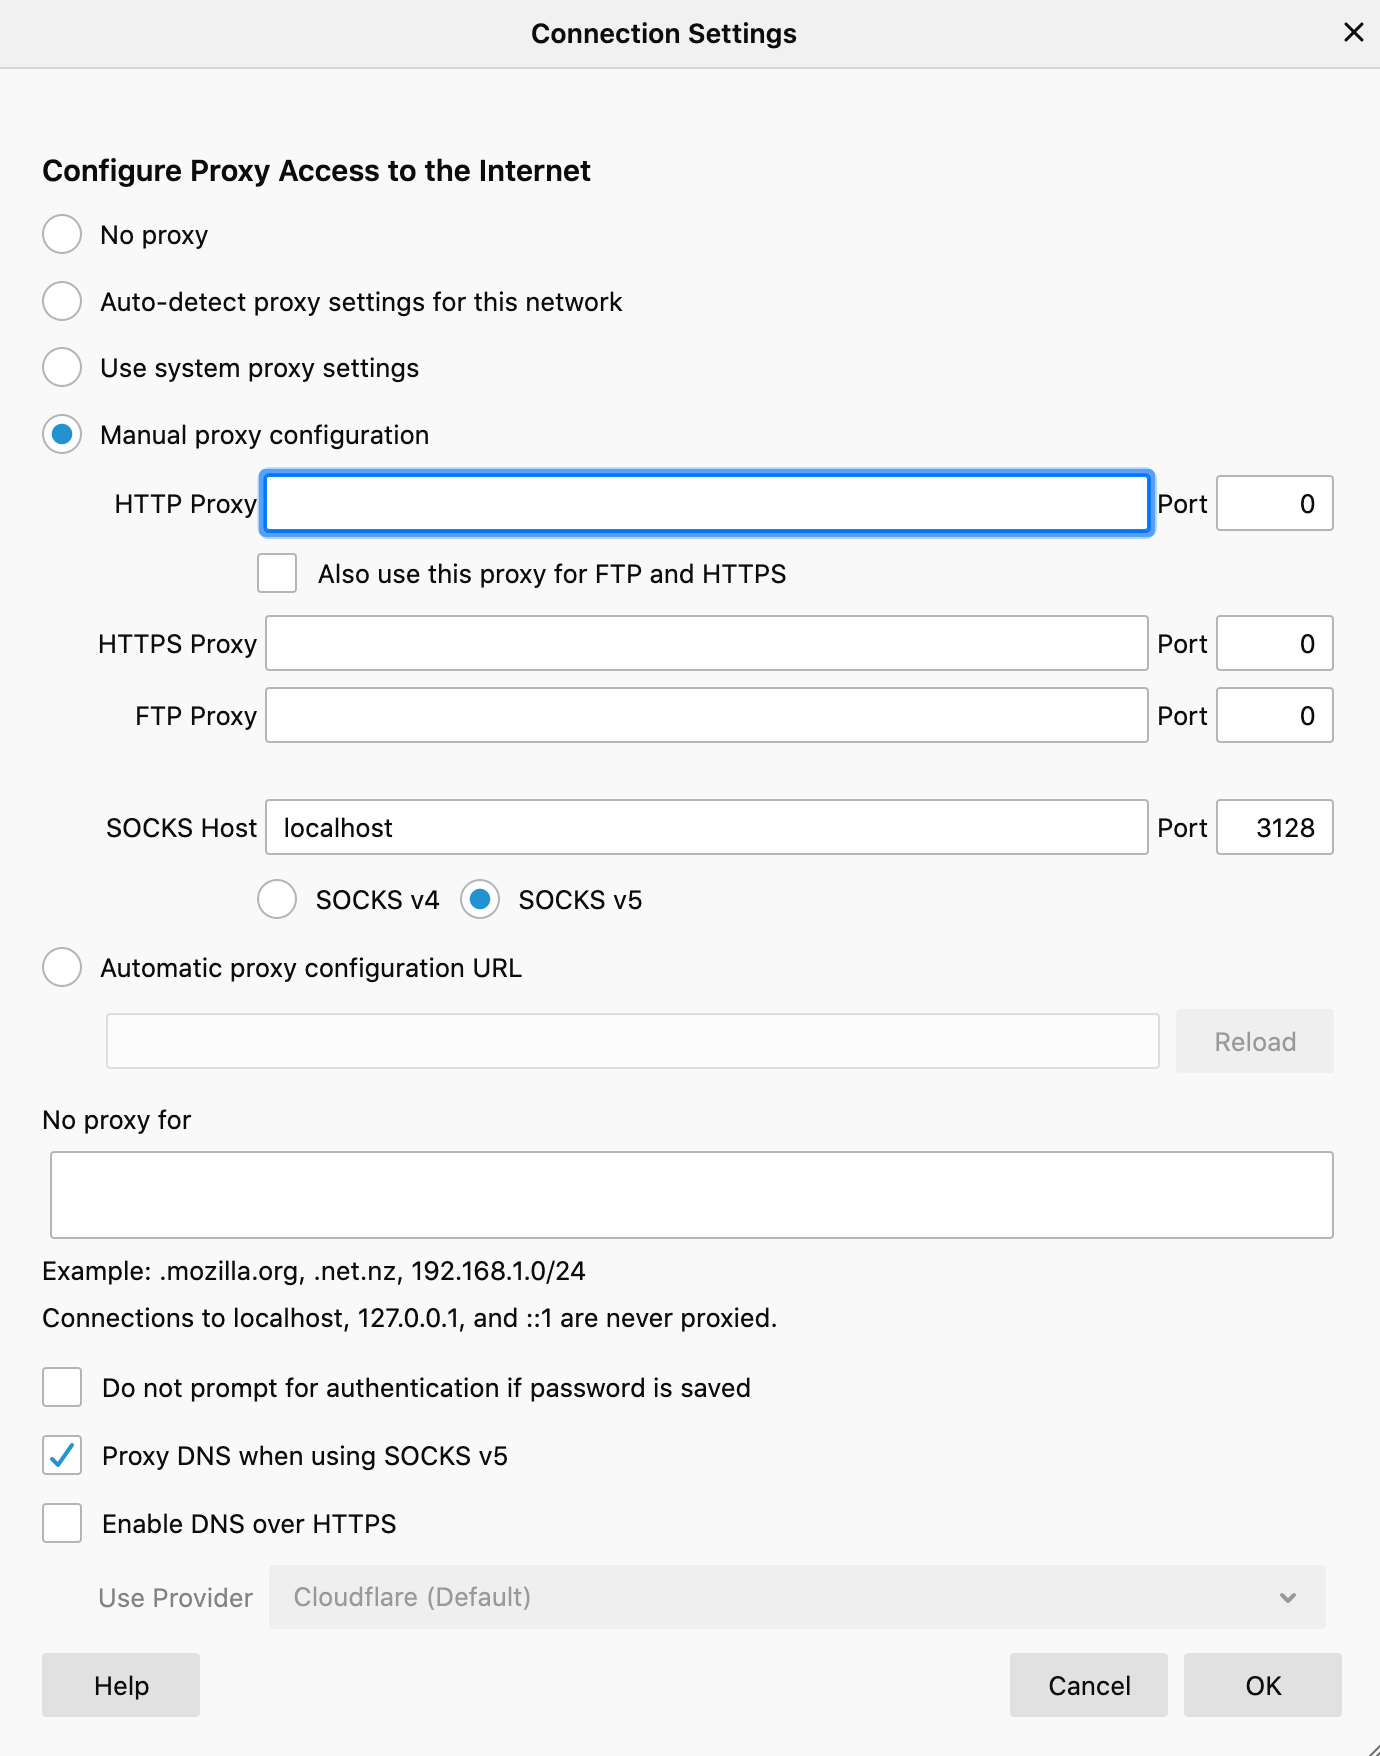 Connection Settings
Configure Proxy Access to the Internet
No proxy
Auto-detect proxy settings for this network
Use system proxy settings
Manual proxy configuration
HTTP Proxy Port 0
Also use this proxy for FTP and HTTPS
HTTPS Proxy Port 0
FTP Proxy Port 0
SOCKS Host localhost Port 3128
SOCKS v4 SOCKS v5
Automatic proxy configuration URL
Reload
No proxy for
Example: .mozilla.org, .net.nz, 192.168.1.0/24
Connections to localhost, 127.0.0.1, and ::1 are never proxied.
Do not prompt for authentication if password is saved
Proxy DNS when using SOCKS v5
Enable DNS over HTTPS
Use Provider Cloudflare (Default)
Help Cancel OK